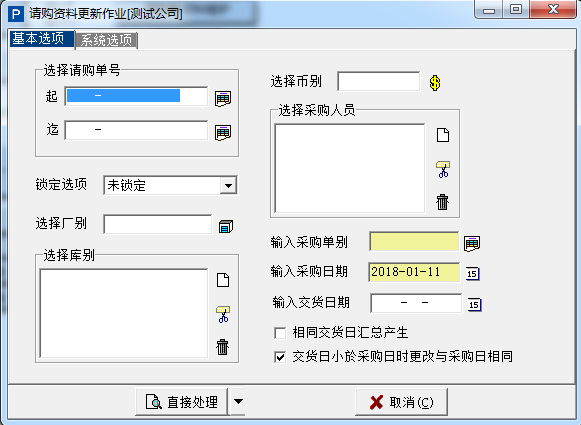 请购资料更新作业[测试公司]
基本选项 系统选项
选择请购单号
起 -
迄 -
锁定选项 未锁定
选择厂别
选择库别
选择币别
选择采购人员
输入采购单别
输入采购日期 2018-01-11
输入交货日期 - -
相同交货日汇总产生
交货日小於采购日时更改与采购日相同
直接处理 取消(C)